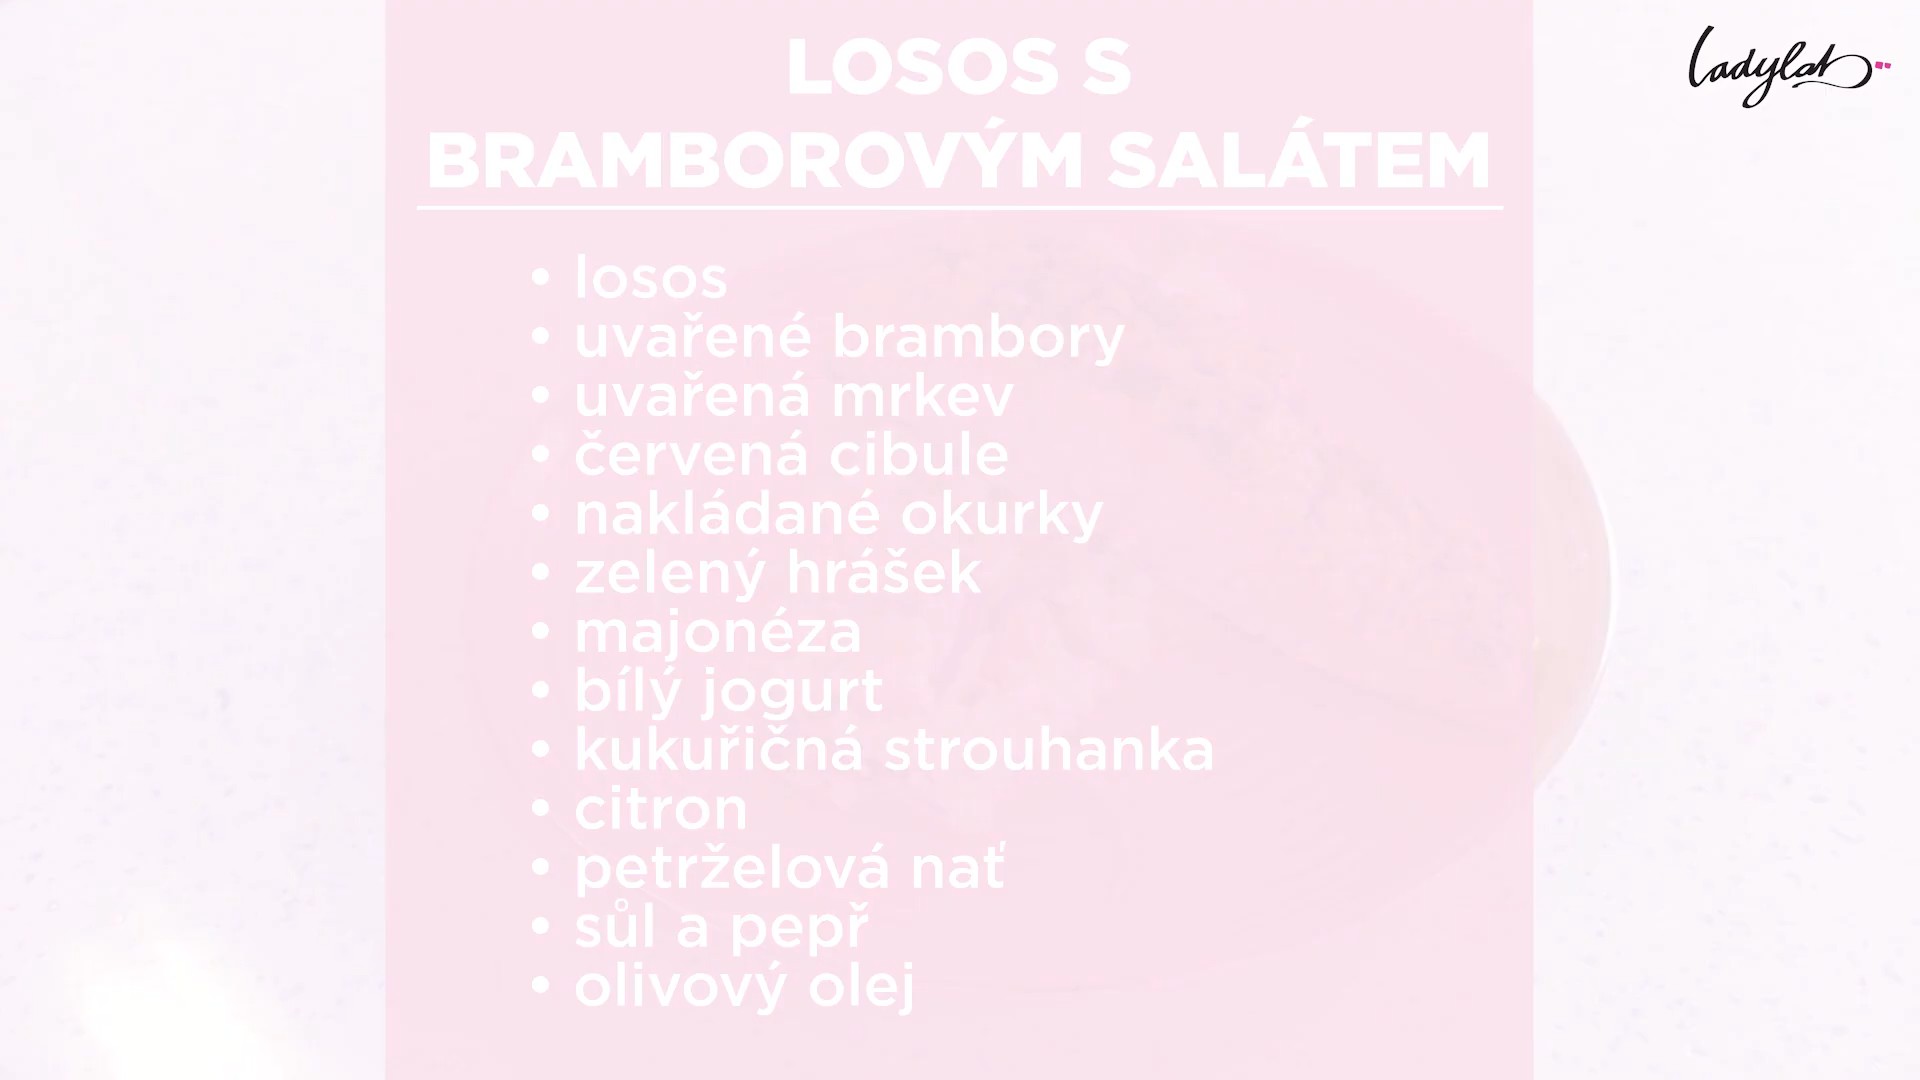 LOSOS S
BRAMBOROVÝM SALÁTEM
Ladylab
• losos
• uvařené brambory
• uvařená mrkev
• červená cibule
• nakládané okurky
• zelený hrášek
• majonéza
• bílý jogurt
• kukuřičná strouhanka
• citron
• petrželová nať
• sůl a pepř
• olivový olej